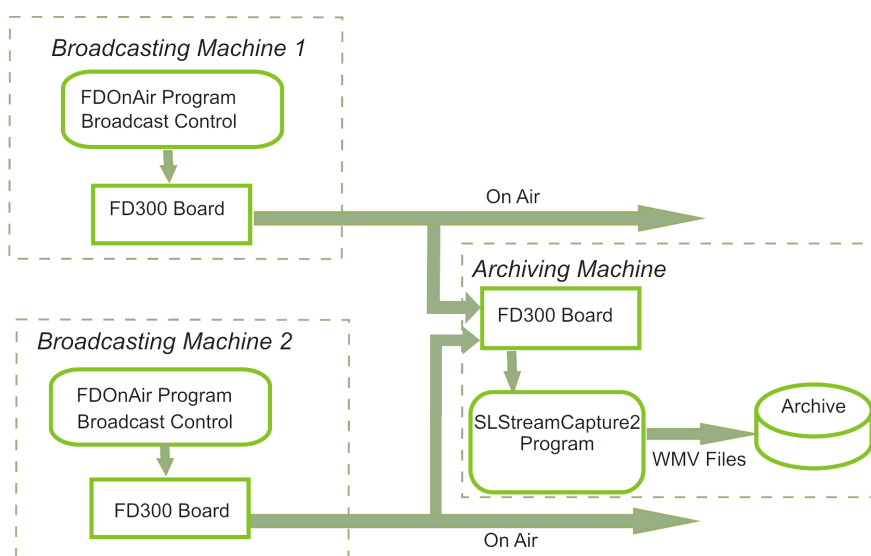 Broadcasting Machine 1
FDOnAir Program
Broadcast Control
FD300 Board
On Air
Archiving Machine
FD300 Board
SLStreamCapture2
Program
WMV Files
Archive
Broadcasting Machine 2
FDOnAir Program
Broadcast Control
FD300 Board
On Air